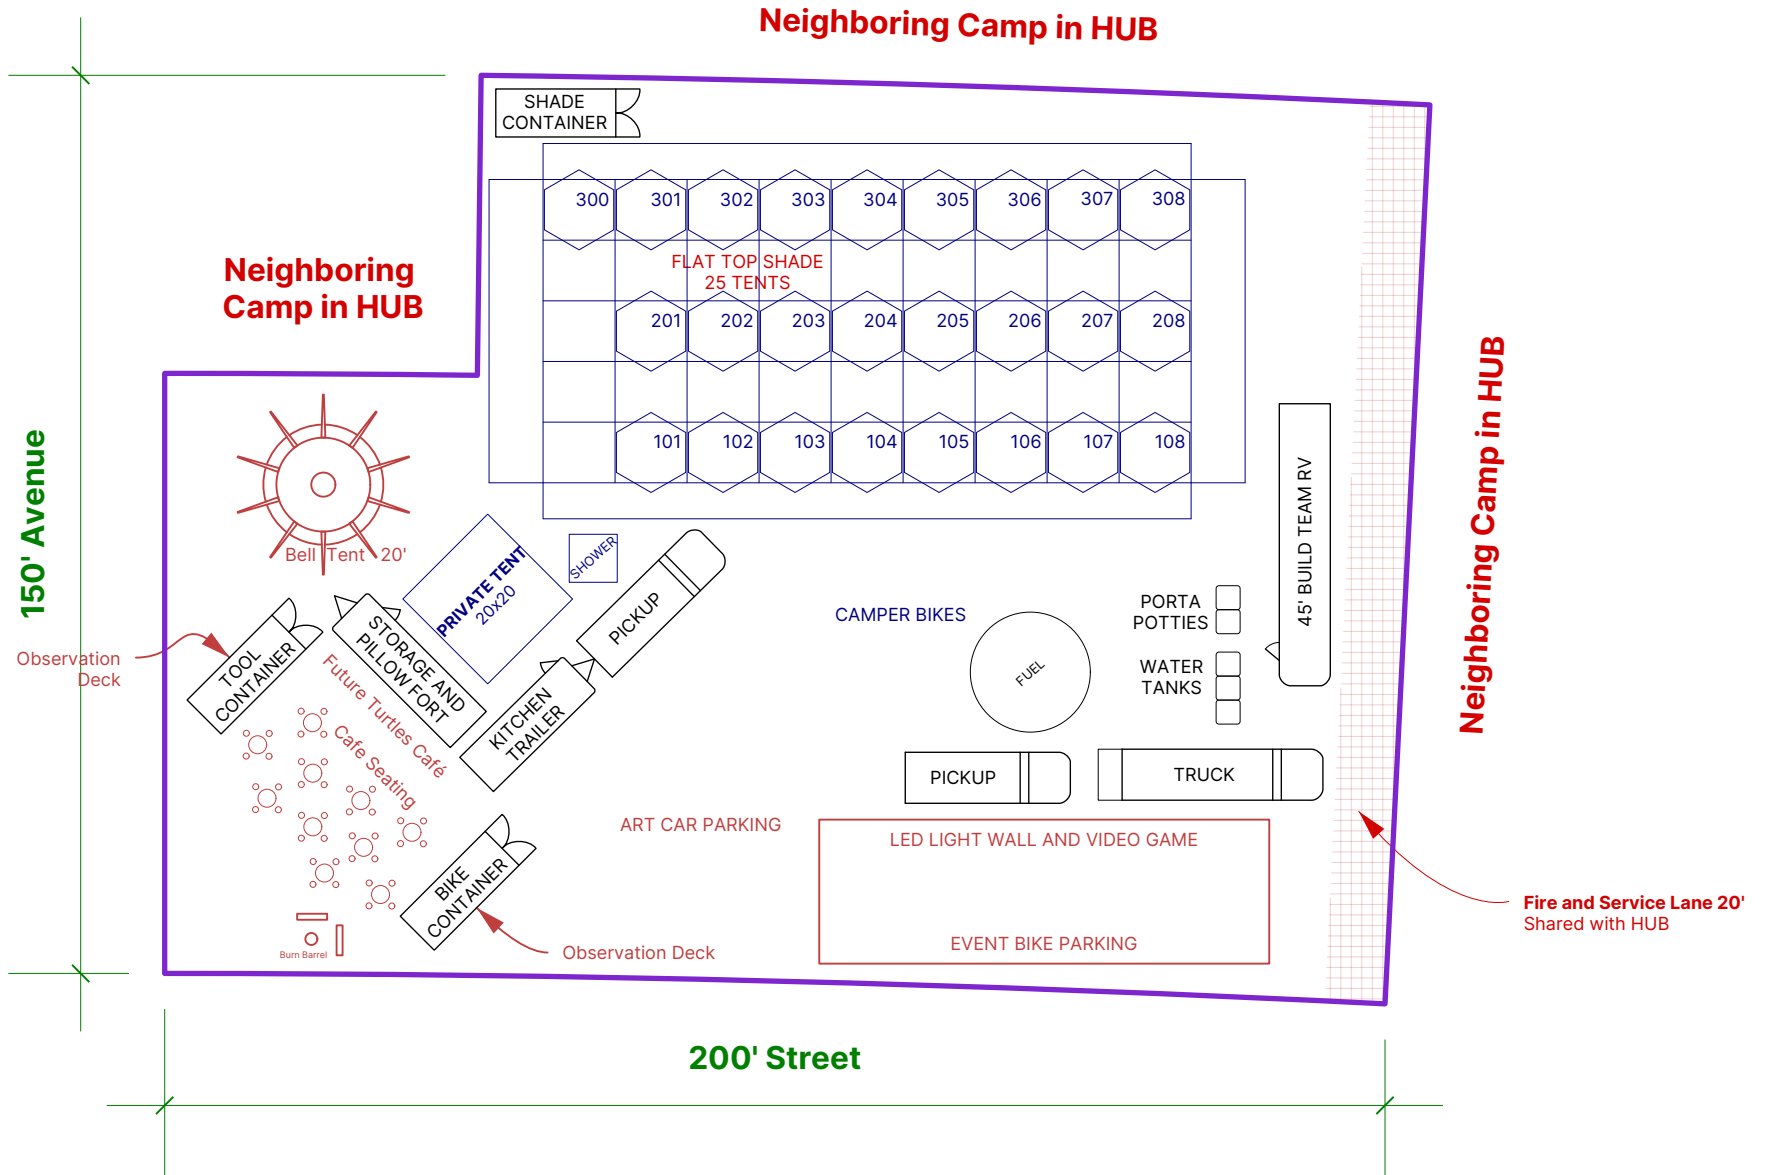 Neighboring Camp in HUB
SHADE
CONTAINER
300 301 302 303 304 305 306 307 308
FLAT TOP SHADE
25 TENTS
201 202 203 204 205 206 207 208
101 102 103 104 105 106 107 108
Neighboring
Camp in HUB
150' Avenue
Bell Tent 20'
PRIVATE TENT
20x20
SHOWER
PICKUP
STORAGE AND
PILLOW FORT
TOOL
CONTAINER
Observation
Deck
Future Turtles Café
Cafe Seating
KITCHEN
TRAILER
BIKE
CONTAINER
Observation Deck
Burn Barrel
CAMPER BIKES
FUEL
PORTA
POTTIES
WATER
TANKS
45' BUILD TEAM RV
Neighboring Camp in HUB
PICKUP
TRUCK
ART CAR PARKING
LED LIGHT WALL AND VIDEO GAME
EVENT BIKE PARKING
Fire and Service Lane 20'
Shared with HUB
200' Street